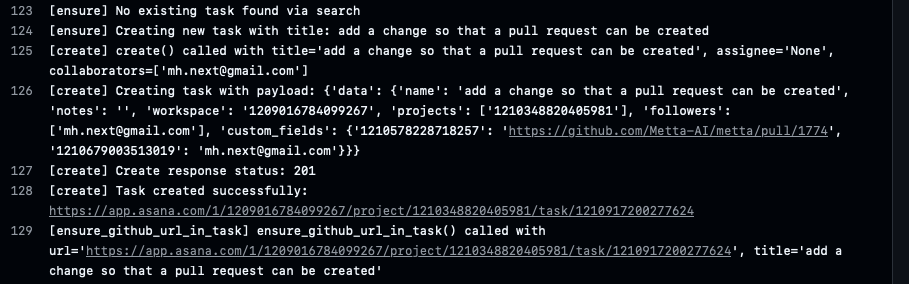 123 [ensure] No existing task found via search
124 [ensure] Creating new task with title: add a change so that a pull request can be created
125 [create] create() called with title='add a change so that a pull request can be created', assignee='None',
collaborators=['mh.next@gmail.com']
126 [create] Creating task with payload: {'data': {'name': 'add a change so that a pull request can be created',
'notes': '', 'workspace': '1209016784099267', 'projects': ['1210348820405981'], 'followers':
['mh.next@gmail.com'], 'custom_fields': {'1210578228718257': 'https://github.com/Metta-AI/metta/pull/1774',
'1210679003513019': 'mh.next@gmail.com'}}}
127 [create] Create response status: 201
128 [create] Task created successfully:
https://app.asana.com/1/1209016784099267/project/1210348820405981/task/1210917200277624
129 [ensure_github_url_in_task] ensure_github_url_in_task() called with
url='https://app.asana.com/1/1209016784099267/project/1210348820405981/task/1210917200277624', title='add a
change so that a pull request can be created'